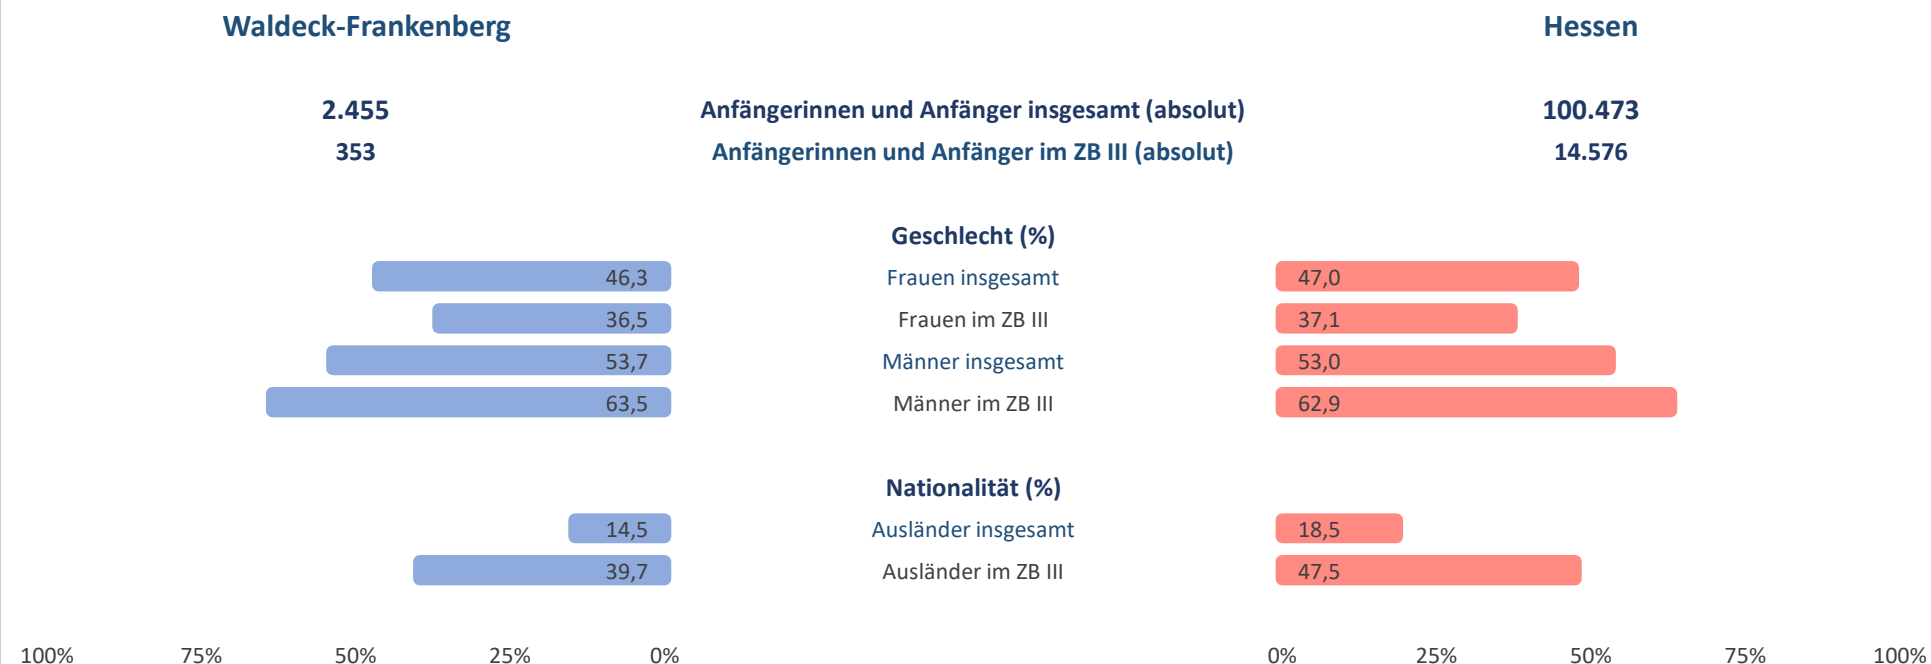 Waldeck-Frankenberg Hessen
2.455 Anfängerinnen und Anfänger insgesamt (absolut) 100.473
353 Anfängerinnen und Anfänger im ZB III (absolut) 14.576
Geschlecht (%)
46,3 Frauen insgesamt 47,0
36,5 Frauen im ZB III 37,1
53,7 Männer insgesamt 53,0
63,5 Männer im ZB III 62,9
Nationalität (%)
14,5 Ausländer insgesamt 18,5
39,7 Ausländer im ZB III 47,5
100% 75% 50% 25% 0% 0% 25% 50% 75% 100%